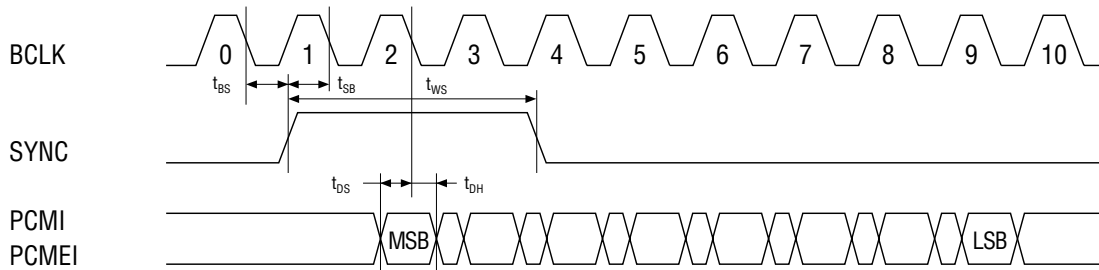 BCLK 0 1 2 3 4 5 6 7 8 9 10
tBS tSB tWS
SYNC
tDS tDH
PCMI
MSB LSB
PCMEI